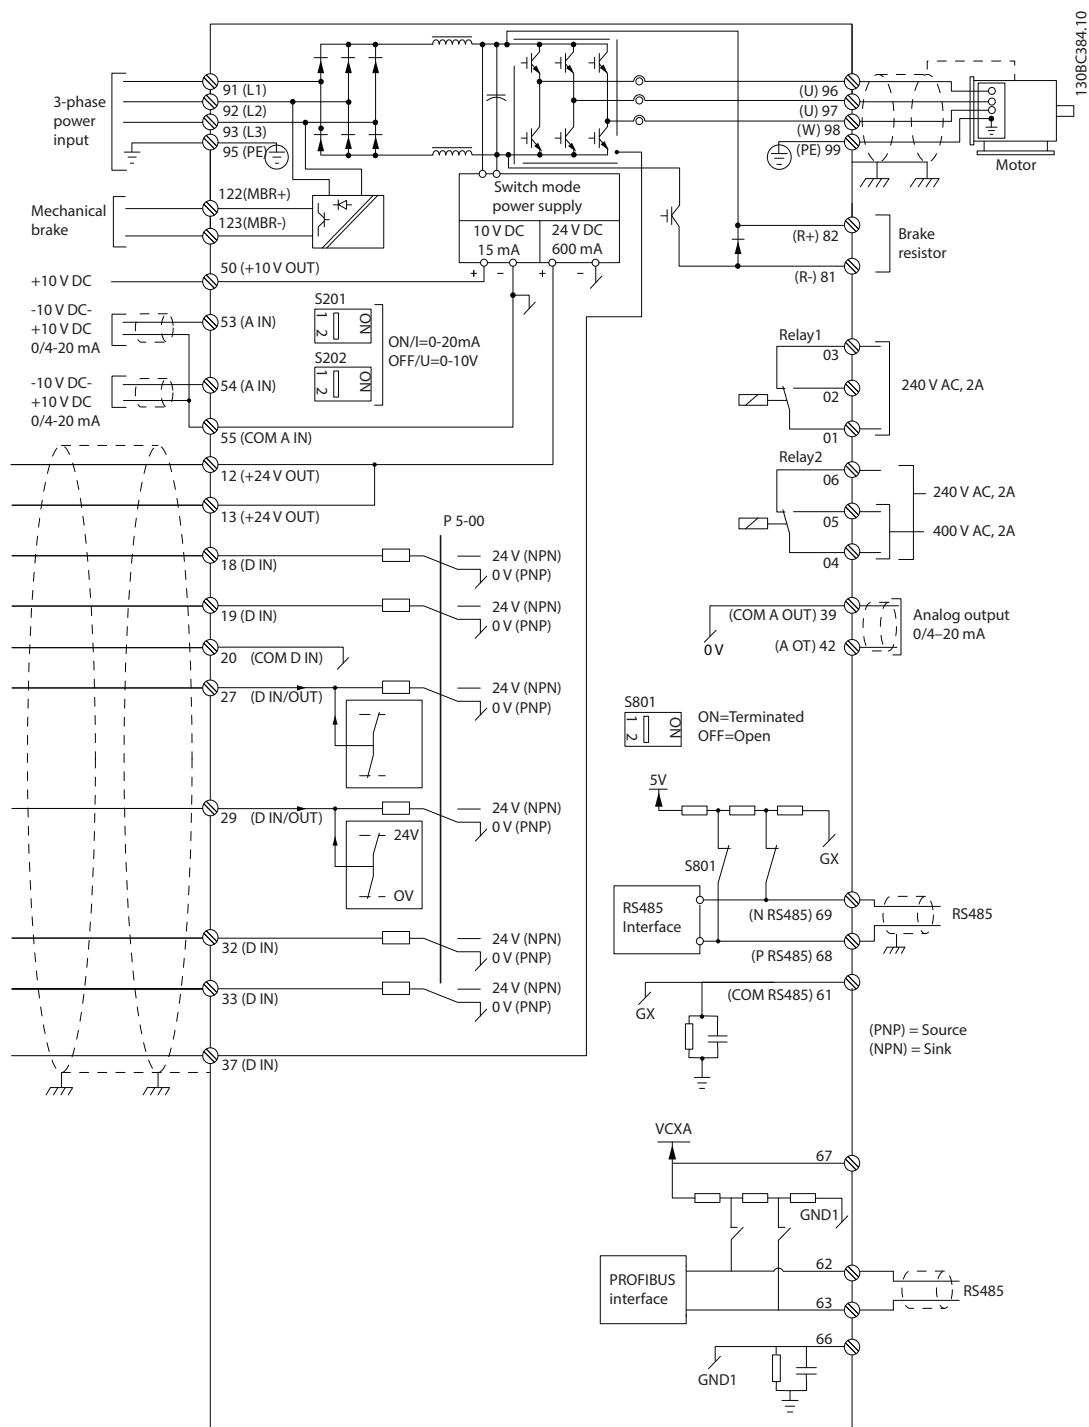 130BC384.10
3-phase
power
input
91 (L1)
92 (L2)
93 (L3)
95 (PE)
(U) 96
(U) 97
(W) 98
(PE) 99
Motor
Mechanical
brake
122(MBR+)
123(MBR-)
Switch mode
power supply
10 V DC
15 mA
24 V DC
600 mA
+ - + -
(R+) 82
(R-) 81
Brake
resistor
+10 V DC
50 (+10 V OUT)
-10 V DC-
+10 V DC
0/4-20 mA
53 (A IN)
S201
1 2 ON
S202
1 2 ON
ON/I=0-20mA
OFF/U=0-10V
-10 V DC-
+10 V DC
0/4-20 mA
54 (A IN)
55 (COM A IN)
12 (+24 V OUT)
13 (+24 V OUT)
Relay1
03
02
01
240 V AC, 2A
Relay2
06
05
04
240 V AC, 2A
400 V AC, 2A
P 5-00
18 (D IN)
24 V (NPN)
0 V (PNP)
19 (D IN)
24 V (NPN)
0 V (PNP)
20 (COM D IN)
27 (D IN/OUT)
24 V (NPN)
0 V (PNP)
29 (D IN/OUT)
24 V (NPN)
0 V (PNP)
24V
OV
32 (D IN)
24 V (NPN)
0 V (PNP)
33 (D IN)
24 V (NPN)
0 V (PNP)
37 (D IN)
(COM A OUT) 39
0 V
(A OT) 42
Analog output
0/4–20 mA
S801
1 2 ON
ON=Terminated
OFF=Open
5V
GX
S801
RS485
Interface
(N RS485) 69
(P RS485) 68
RS485
(COM RS485) 61
GX
(PNP) = Source
(NPN) = Sink
VCXA
67
GND1
PROFIBUS
interface
62
63
RS485
66
GND1